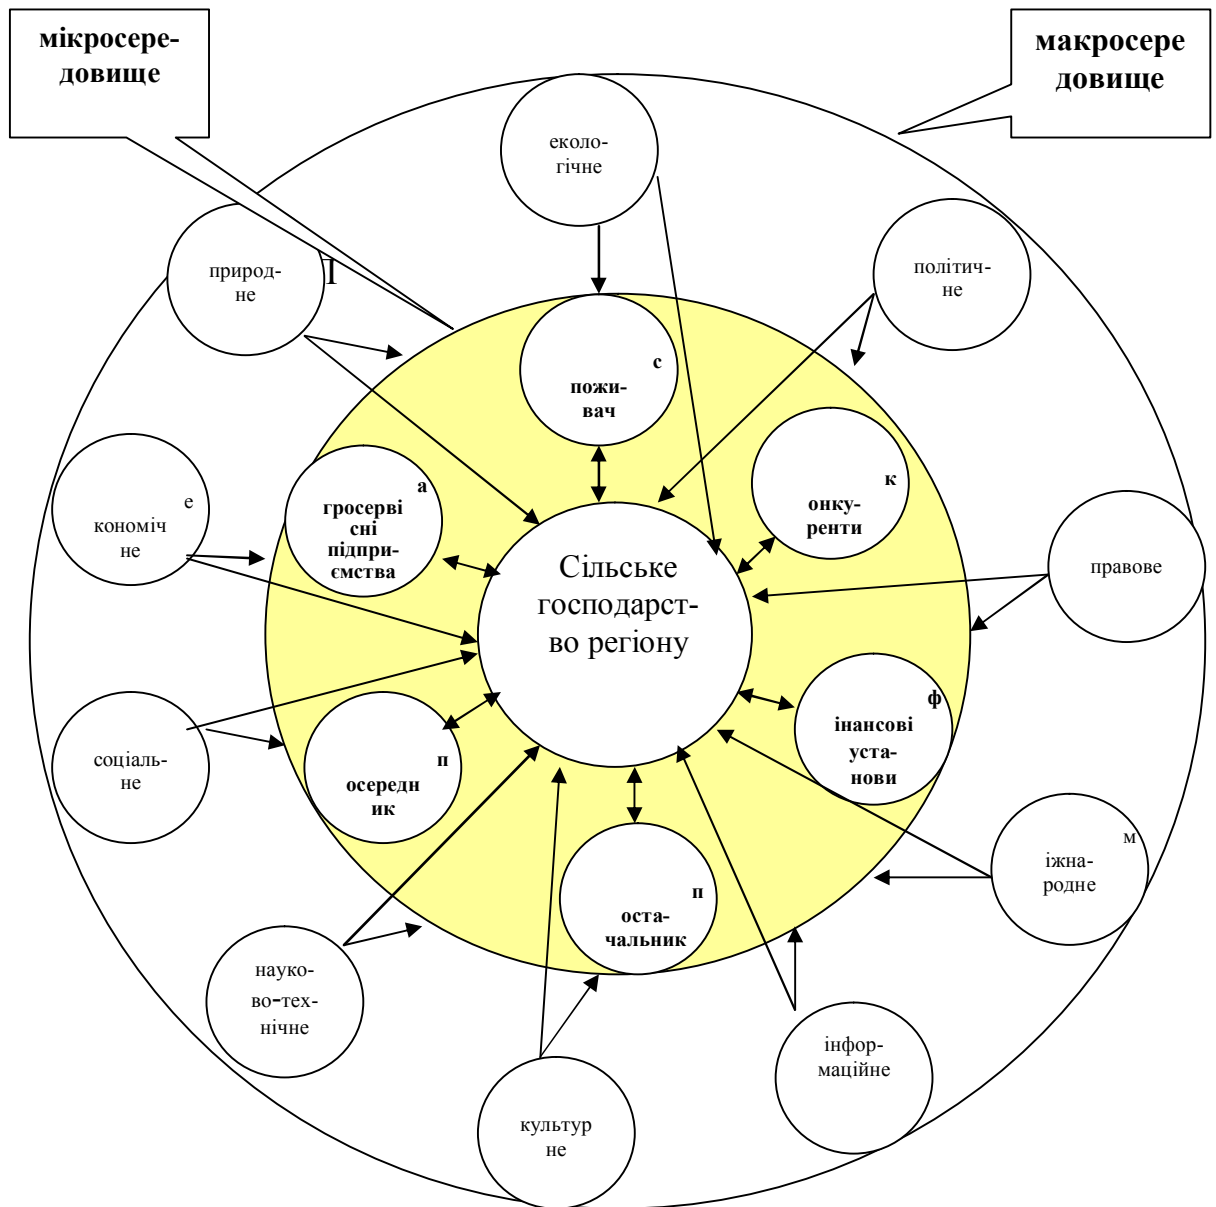 мікросере-
довище
макросере
довище
еколо-
гічне
природ-
не
політич-
не
с
пожи-
вач
е
кономіч
не
а
гросерві
сні
підпри-
ємства
к
онку-
ренти
Сільське
господарст-
во регіону
правове
соціаль-
не
п
осередн
ик
ф
інансові
уста-
нови
п
оста-
чальник
м
іжна-
родне
науко-
во-тех-
нічне
інфор-
маційне
культур
не